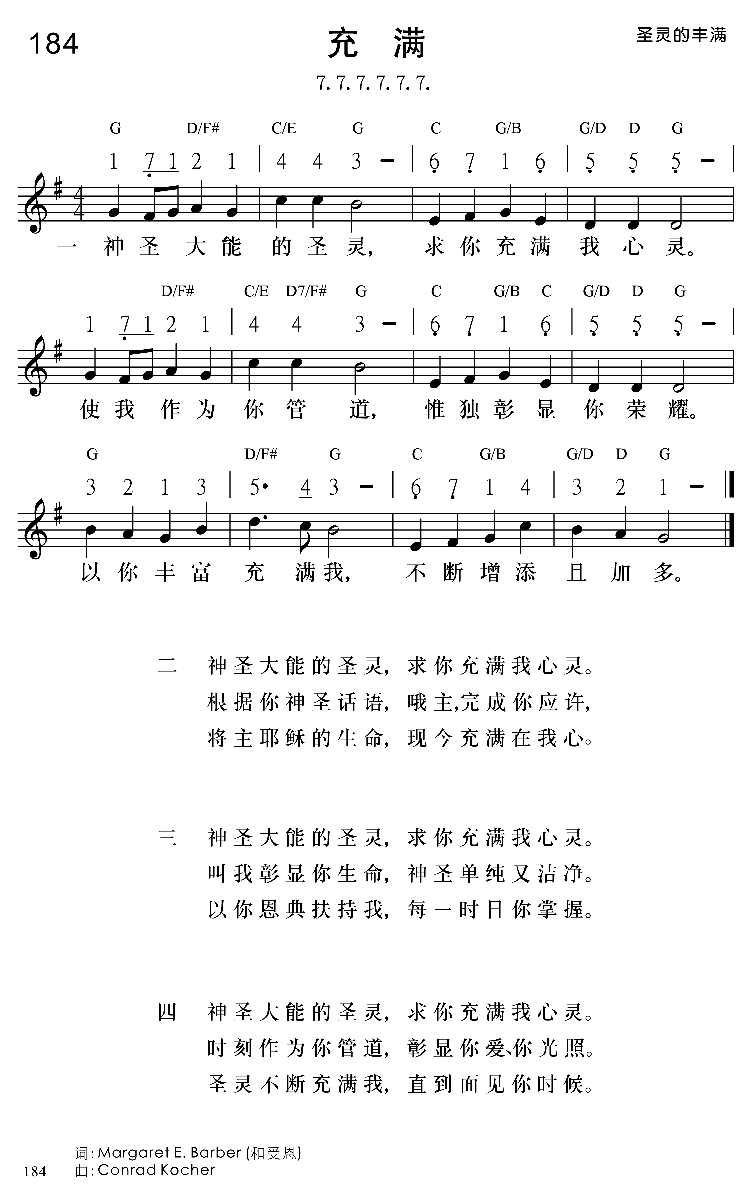 184
充 满
圣灵的丰满
7. 7. 7. 7. 7. 7.
G D/F# C/E G C G/B G/D D G
1 7 1 2 1 | 4 4 3 – | 6 7 1 6 | 5 5 5 – |
4
4
一 神圣大能的圣灵，求你充满我心灵。
D/F# C/E D7/F# G C G/B C G/D D G
1 7 1 2 1 | 4 4 3 – | 6 7 1 6 | 5 5 5 – |
使我作为你管道，惟独彰显你荣耀。
G D/F# G C G/B G/D D G
3 2 1 3 | 5· 4 3 – | 6 7 1 4 | 3 2 1 – ‖
以你丰富充满我，不断增添且加多。
二 神圣大能的圣灵，求你充满我心灵。
根据你神圣话语，哦主,完成你应许，
将主耶稣的生命，现今充满在我心。
三 神圣大能的圣灵，求你充满我心灵。
叫我彰显你生命，神圣单纯又洁净。
以你恩典扶持我，每一时日你掌握。
四 神圣大能的圣灵，求你充满我心灵。
时刻作为你管道，彰显你爱、你光照。
圣灵不断充满我，直到面见你时候。
词: Margaret E. Barber (和受恩)
184 曲: Conrad Kocher